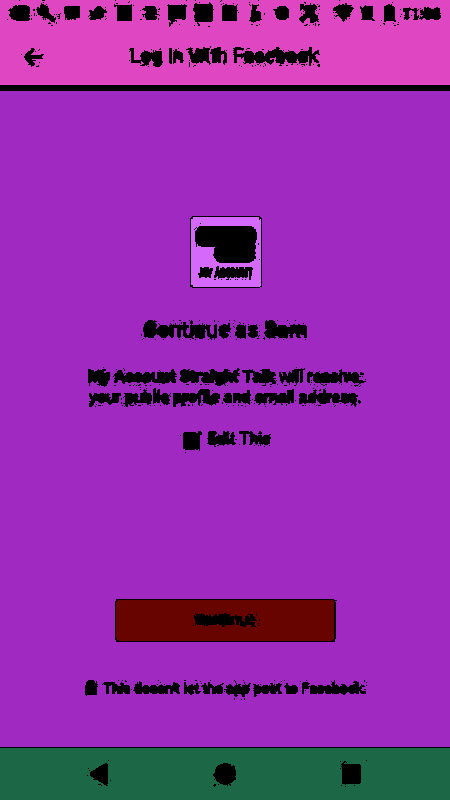 11:06
Log In With Facebook
MY ACCOUNT
Continue as Sam
My Account Straight Talk will receive:
your public profile and email address.
Edit This
Continue
This doesn't let the app post to Facebook.